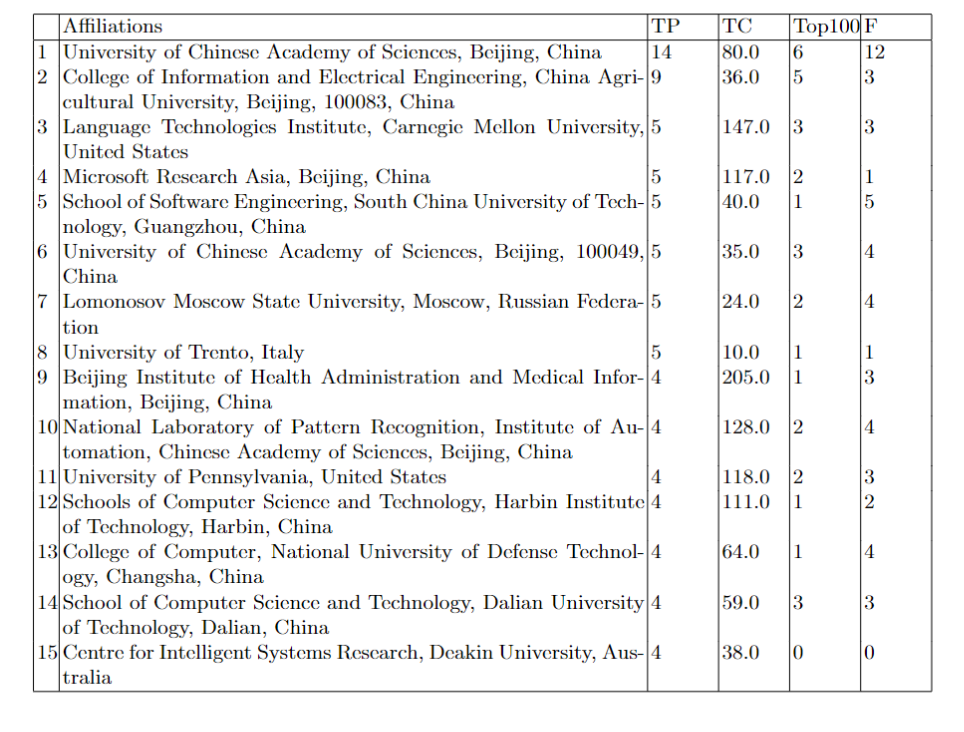 Affiliations TP TC Top100 F
1 University of Chinese Academy of Sciences, Beijing, China 14 80.0 6 12
2 College of Information and Electrical Engineering, China Agri- 9 36.0 5 3
cultural University, Beijing, 100083, China
3 Language Technologies Institute, Carnegie Mellon University, 5 147.0 3 3
United States
4 Microsoft Research Asia, Beijing, China 5 117.0 2 1
5 School of Software Engineering, South China University of Tech- 5 40.0 1 5
nology, Guangzhou, China
6 University of Chinese Academy of Sciences, Beijing, 100049, 5 35.0 3 4
China
7 Lomonosov Moscow State University, Moscow, Russian Federa- 5 24.0 2 4
tion
8 University of Trento, Italy 5 10.0 1 1
9 Beijing Institute of Health Administration and Medical Infor- 4 205.0 1 3
mation, Beijing, China
10 National Laboratory of Pattern Recognition, Institute of Au- 4 128.0 2 4
tomation, Chinese Academy of Sciences, Beijing, China
11 University of Pennsylvania, United States 4 118.0 2 3
12 Schools of Computer Science and Technology, Harbin Institute 4 111.0 1 2
of Technology, Harbin, China
13 College of Computer, National University of Defense Technol- 4 64.0 1 4
ogy, Changsha, China
14 School of Computer Science and Technology, Dalian University 4 59.0 3 3
of Technology, Dalian, China
15 Centre for Intelligent Systems Research, Deakin University, Aus- 4 38.0 0 0
tralia